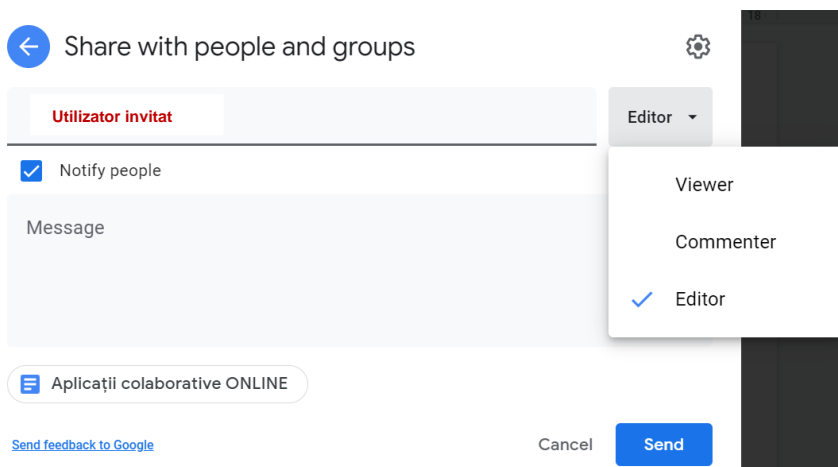 18
Share with people and groups
Utilizator invitat
Editor
Notify people
Viewer
Message
Commenter
Editor
Aplicații colaborative ONLINE
Send feedback to Google
Cancel
Send